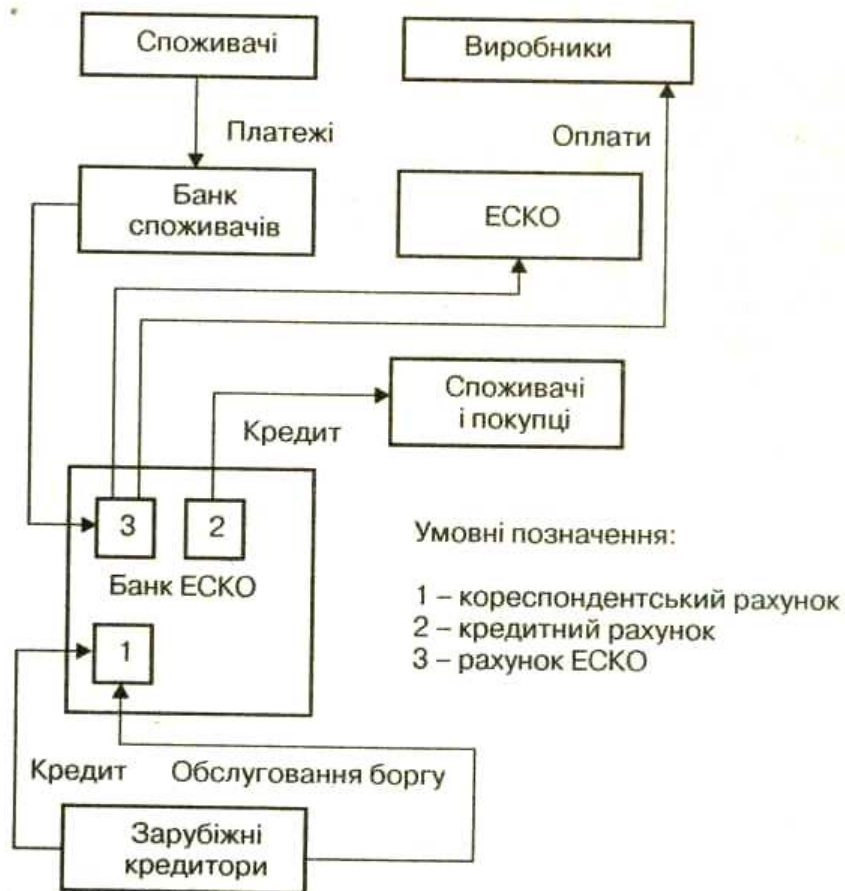 Споживачі
Виробники
Платежі
Оплати
Банк
споживачів
ЕСКО
Споживачі
і покупці
Кредит
3
2
Банк ЕСКО
1
Умовні позначення:
1 – кореспондентський рахунок
2 – кредитний рахунок
3 – рахунок ЕСКО
Кредит
Обслуговання боргу
Зарубіжні
кредитори